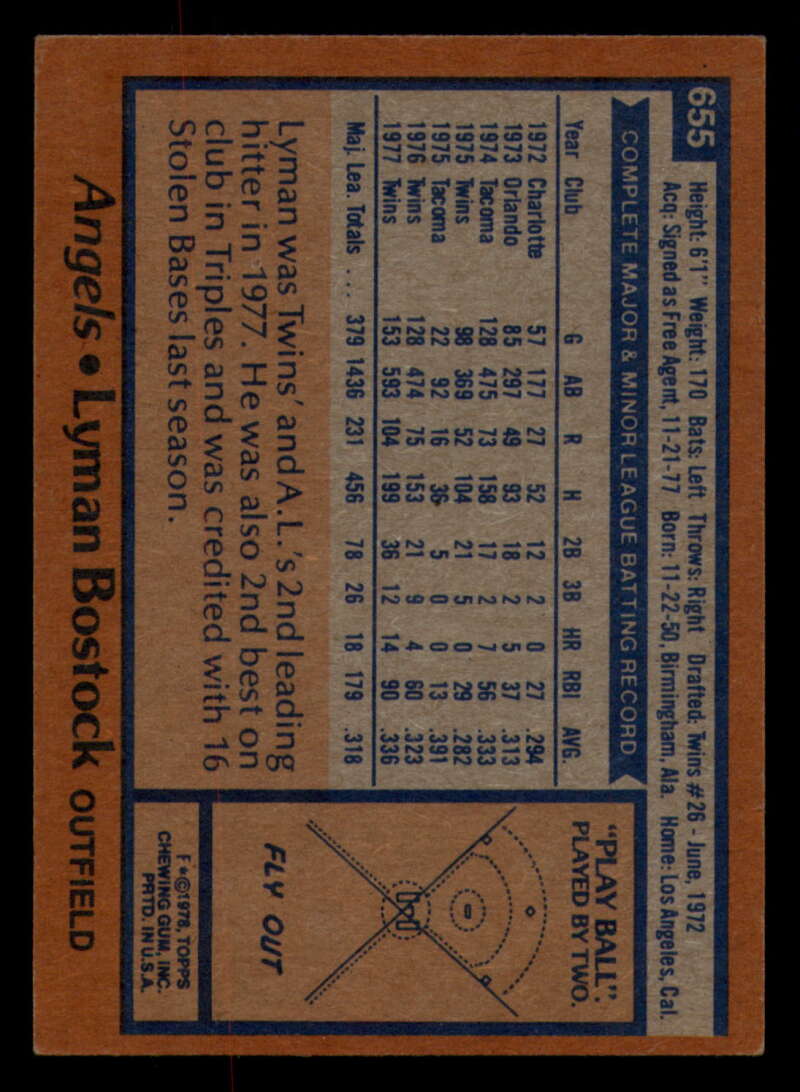 655
Height: 6'1" Weight: 170 Bats: Left Throws: Right Drafted: Twins #26 - June, 1972
Acq: Signed as Free Agent, 11-21-77 Born: 11-22-50, Birmingham, Ala. Home: Los Angeles, Cal.
COMPLETE MAJOR & MINOR LEAGUE BATTING RECORD
Year Club G AB R H 2B 3B HR RBI AVG.
1972 Charlotte 57 177 27 52 12 2 0 27 .294
1973 Orlando 85 297 49 93 18 2 5 37 .313
1974 Tacoma 128 475 73 158 17 2 7 56 .333
1975 Twins 98 369 52 104 21 5 0 29 .282
1975 Tacoma 22 92 16 36 5 0 0 13 .391
1976 Twins 128 474 75 153 21 9 4 60 .323
1977 Twins 153 593 104 199 36 12 14 90 .336
Maj. Lea. Totals ... 379 1436 231 456 78 26 18 179 .318
Lyman was Twins' and A.L.'s 2nd leading
hitter in 1977. He was also 2nd best on
club in Triples and was credited with 16
Stolen Bases last season.
"PLAY BALL".
PLAYED BY TWO.
FLY OUT
F*©1978, TOPPS
CHEWING GUM, INC.
PRTD. IN U.S.A.
Angels • Lyman Bostock OUTFIELD